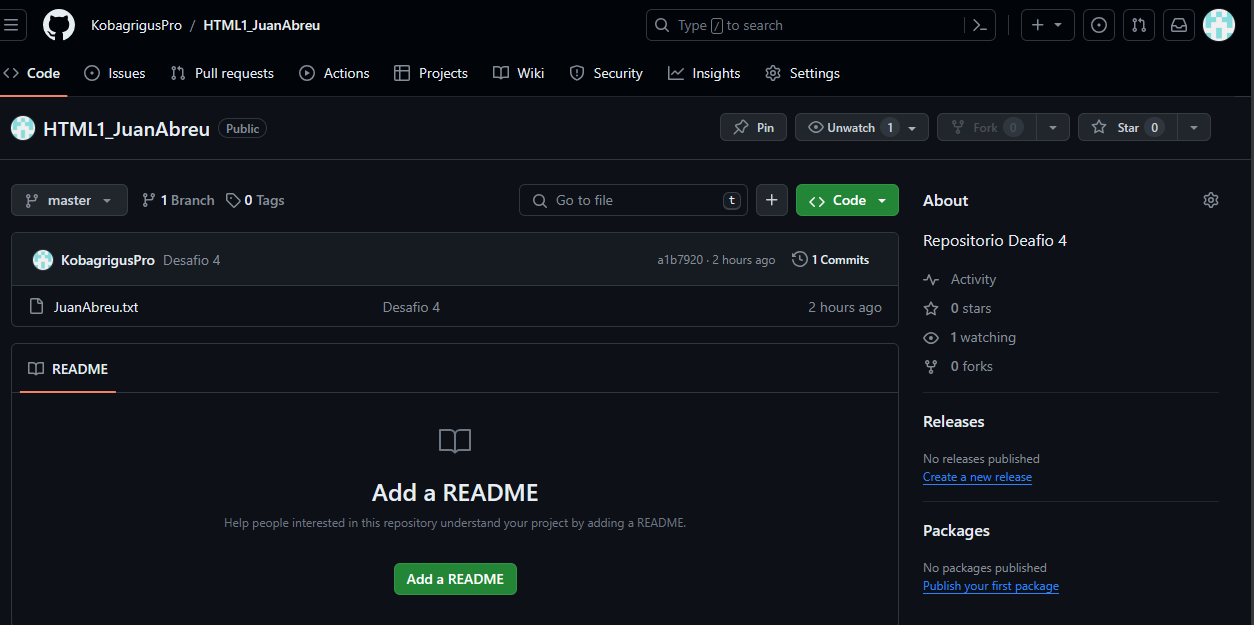 KobagrigusPro / HTML1_JuanAbreu
Type / to search
Code Issues Pull requests Actions Projects Wiki Security Insights Settings
HTML1_JuanAbreu Public
Pin Unwatch 1 Fork 0 Star 0
master 1 Branch 0 Tags
Go to file t
Code
KobagrigusPro Desafio 4
a1b7920 · 2 hours ago 1 Commits
JuanAbreu.txt Desafio 4 2 hours ago
README
Add a README
Help people interested in this repository understand your project by adding a README.
Add a README
About
Repositorio Deafio 4
Activity
0 stars
1 watching
0 forks
Releases
No releases published
Create a new release
Packages
No packages published
Publish your first package